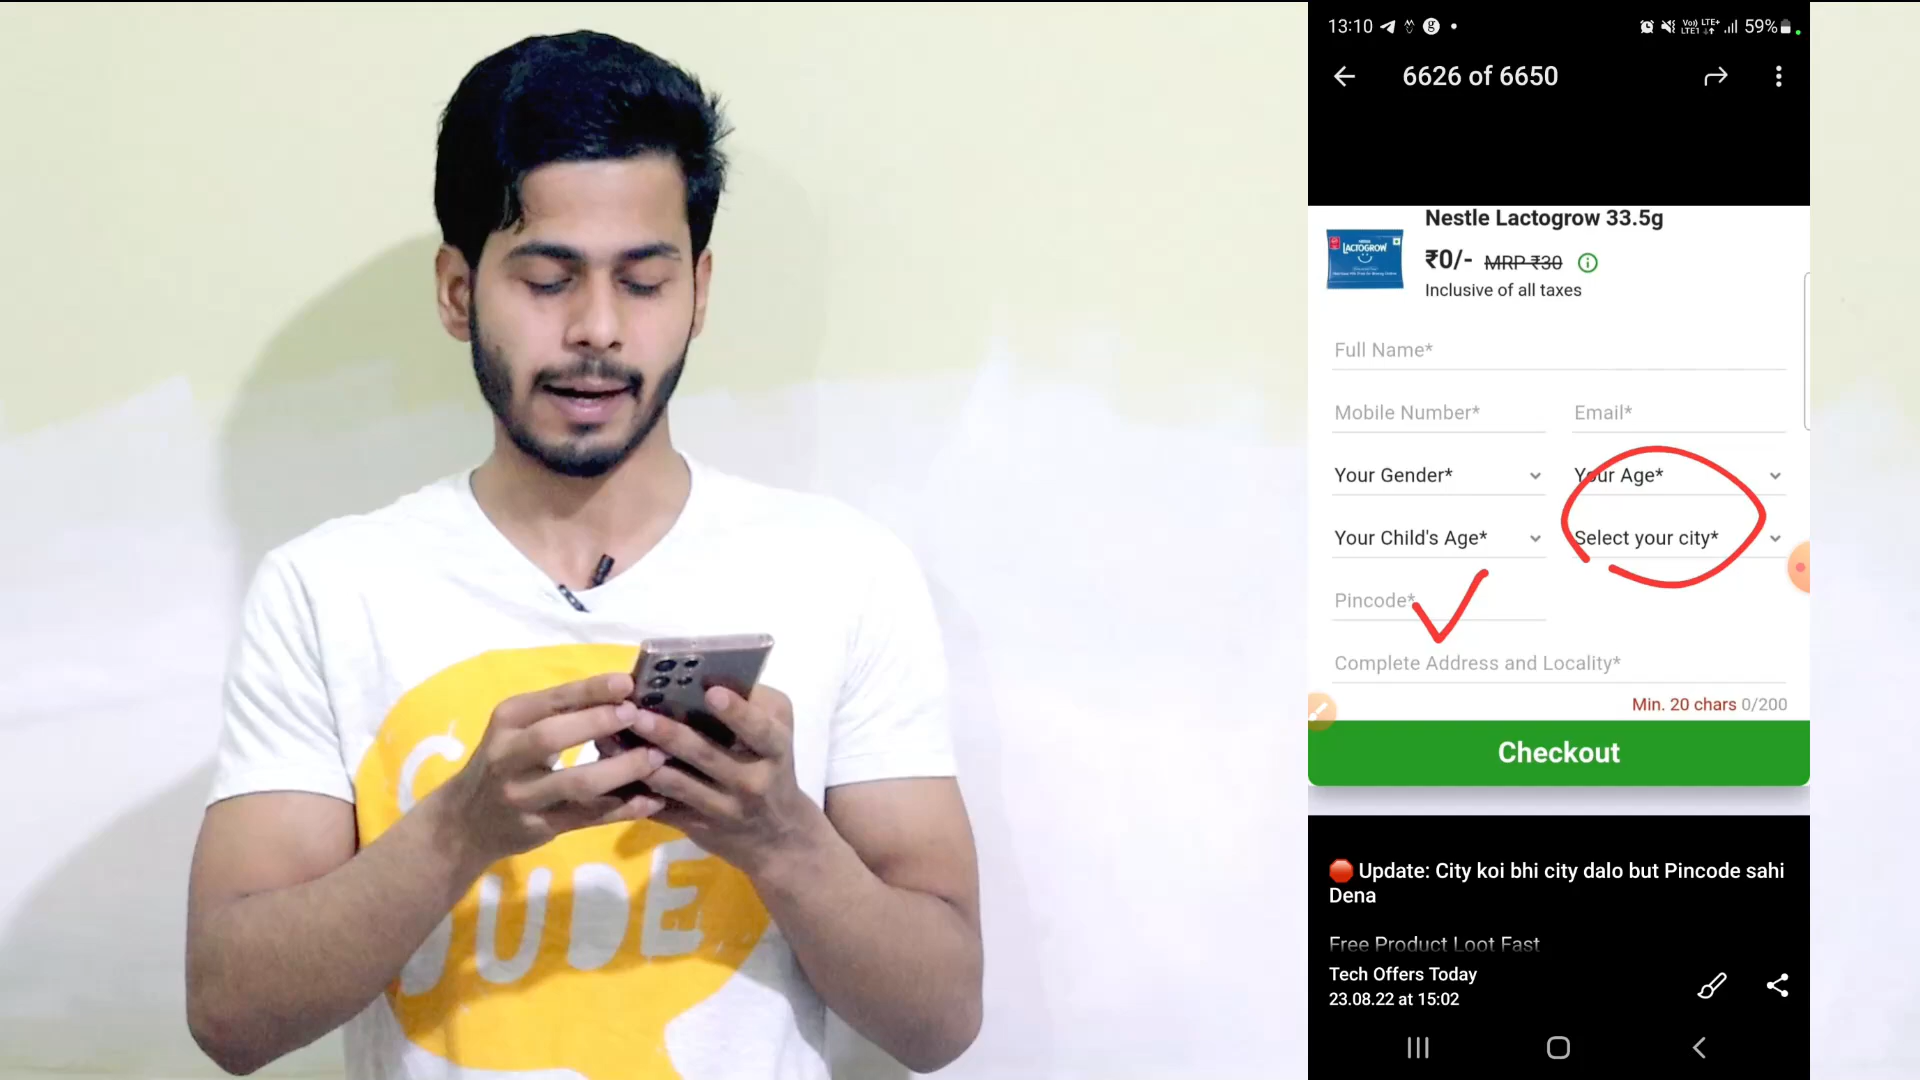 13:10
59%
6626 of 6650
Nestle Lactogrow 33.5g
LACTOGROW
₹0/- MRP ₹30
Inclusive of all taxes
Full Name*
Mobile Number* Email*
Your Gender* Your Age*
Your Child's Age* Select your city*
Pincode*
Complete Address and Locality*
Min. 20 chars 0/200
Checkout
Update: City koi bhi city dalo but Pincode sahi
Dena
Free Product Loot Fast
Tech Offers Today
23.08.22 at 15:02
DUDE